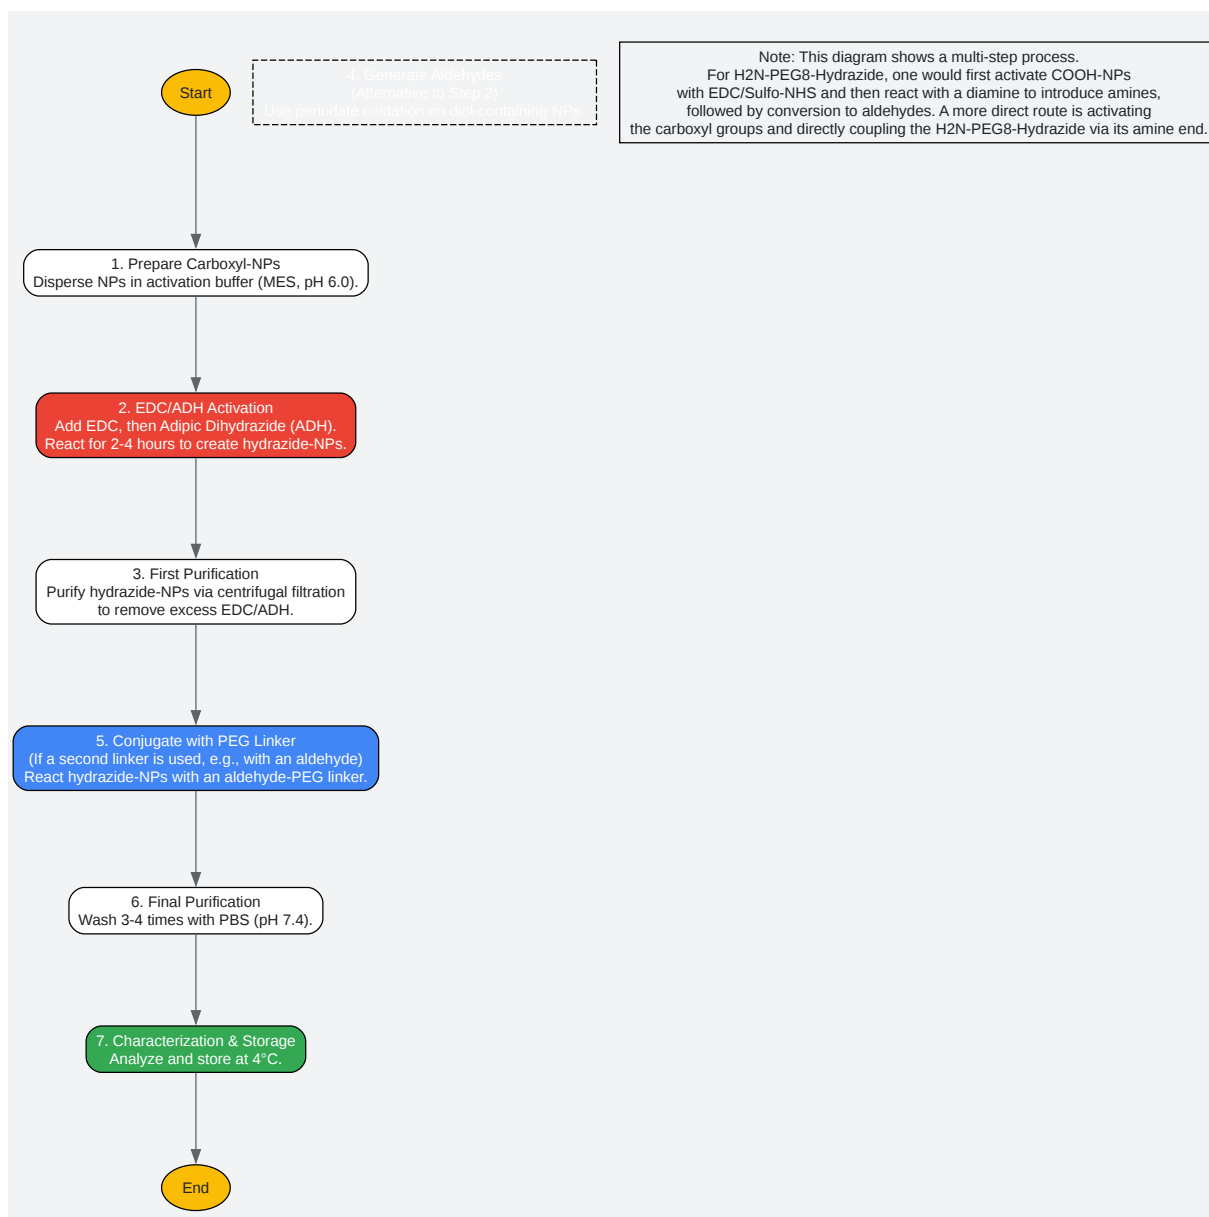 Start
4. Generate Aldehydes
(Alternative to Step 2)
Use periodate oxidation on diol-containing NPs.
Note: This diagram shows a multi-step process.
For H2N-PEG8-Hydrazide, one would first activate COOH-NPs
with EDC/Sulfo-NHS and then react with a diamine to introduce amines,
followed by conversion to aldehydes. A more direct route is activating
the carboxyl groups and directly coupling the H2N-PEG8-Hydrazide via its amine end.
1. Prepare Carboxyl-NPs
Disperse NPs in activation buffer (MES, pH 6.0).
2. EDC/ADH Activation
Add EDC, then Adipic Dihydrazide (ADH).
React for 2-4 hours to create hydrazide-NPs.
3. First Purification
Purify hydrazide-NPs via centrifugal filtration
to remove excess EDC/ADH.
5. Conjugate with PEG Linker
(If a second linker is used, e.g., with an aldehyde)
React hydrazide-NPs with an aldehyde-PEG linker.
6. Final Purification
Wash 3-4 times with PBS (pH 7.4).
7. Characterization & Storage
Analyze and store at 4°C.
End